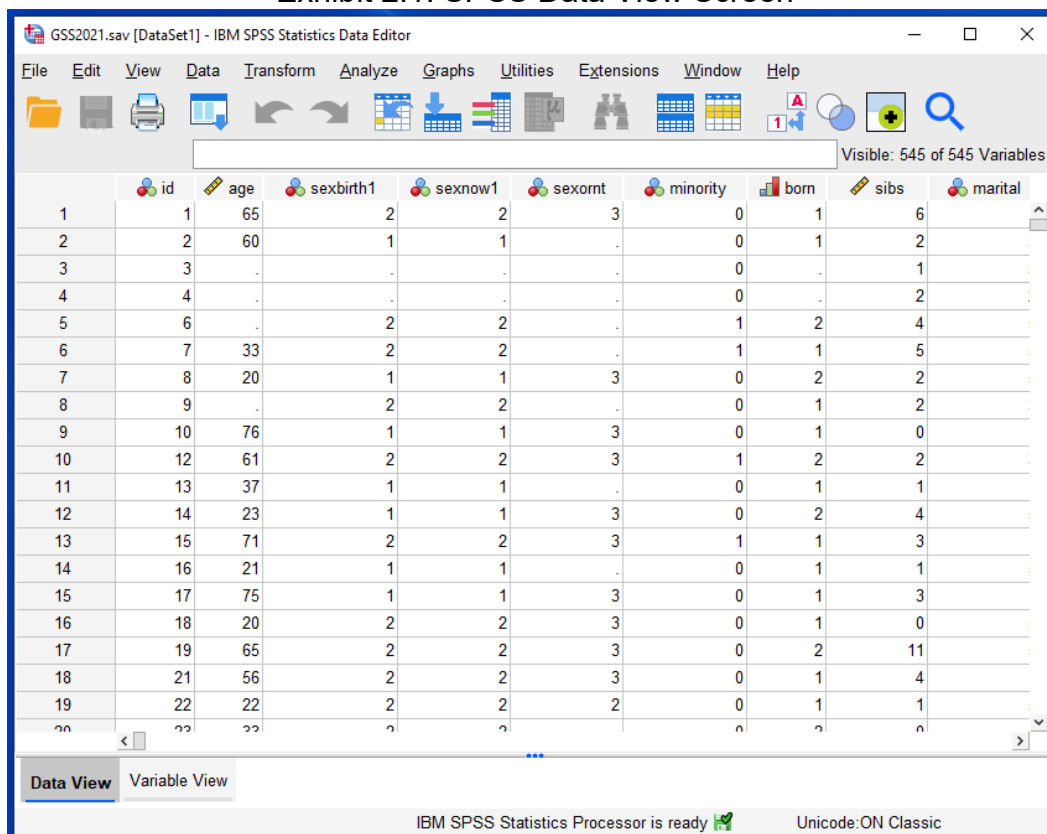 GSS2021.sav [DataSet1] - IBM SPSS Statistics Data Editor
File Edit View Data Transform Analyze Graphs Utilities Extensions Window Help
Visible: 545 of 545 Variables
id age sexbirth1 sexnow1 sexornt minority born sibs marital
1 1 65 2 2 3 0 1 6
2 2 60 1 1 . 0 1 2
3 3 . . . . 0 . 1
4 4 . . . . 0 . 2
5 6 . 2 2 . 1 2 4
6 7 33 2 2 . 1 1 5
7 8 20 1 1 3 0 2 2
8 9 . 2 2 . 0 1 2
9 10 76 1 1 3 0 1 0
10 12 61 2 2 3 1 2 2
11 13 37 1 1 . 0 1 1
12 14 23 1 1 3 0 2 4
13 15 71 2 2 3 1 1 3
14 16 21 1 1 . 0 1 1
15 17 75 1 1 3 0 1 3
16 18 20 2 2 3 0 1 0
17 19 65 2 2 3 0 2 11
18 21 56 2 2 3 0 1 4
19 22 22 2 2 2 0 1 1
Data View Variable View
IBM SPSS Statistics Processor is ready Unicode:ON Classic